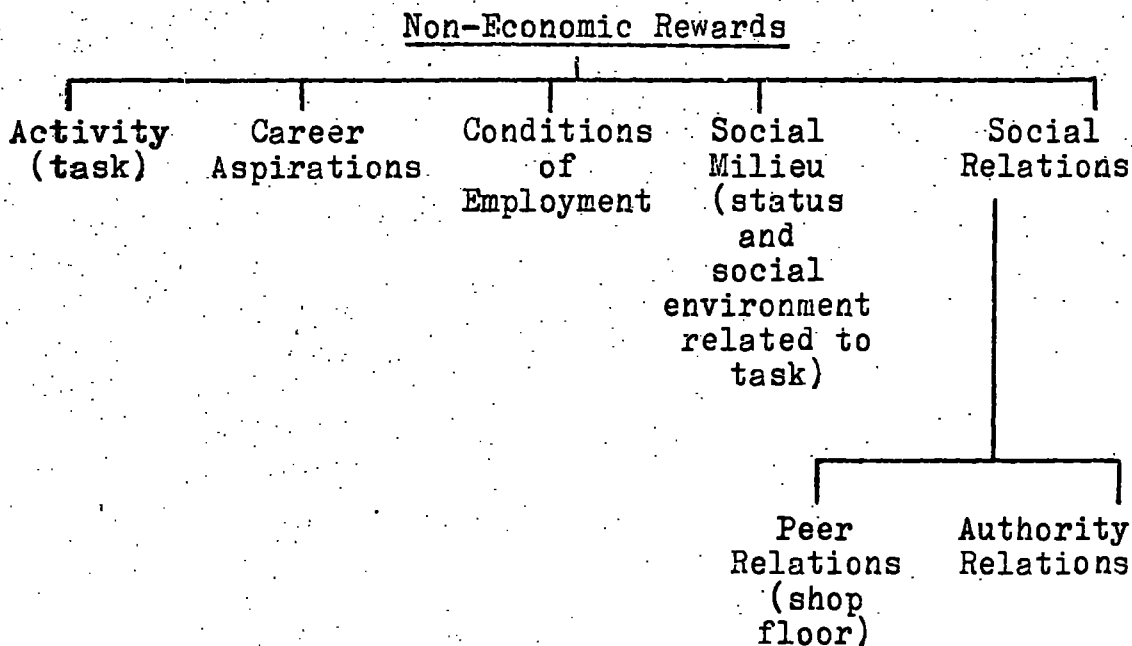 Non-Economic Rewards
Activity
(task)
Career
Aspirations
Conditions
of
Employment
Social
Milieu
(status
and
social
environment
related to
task)
Social
Relations
Peer
Relations
(shop
floor)
Authority
Relations